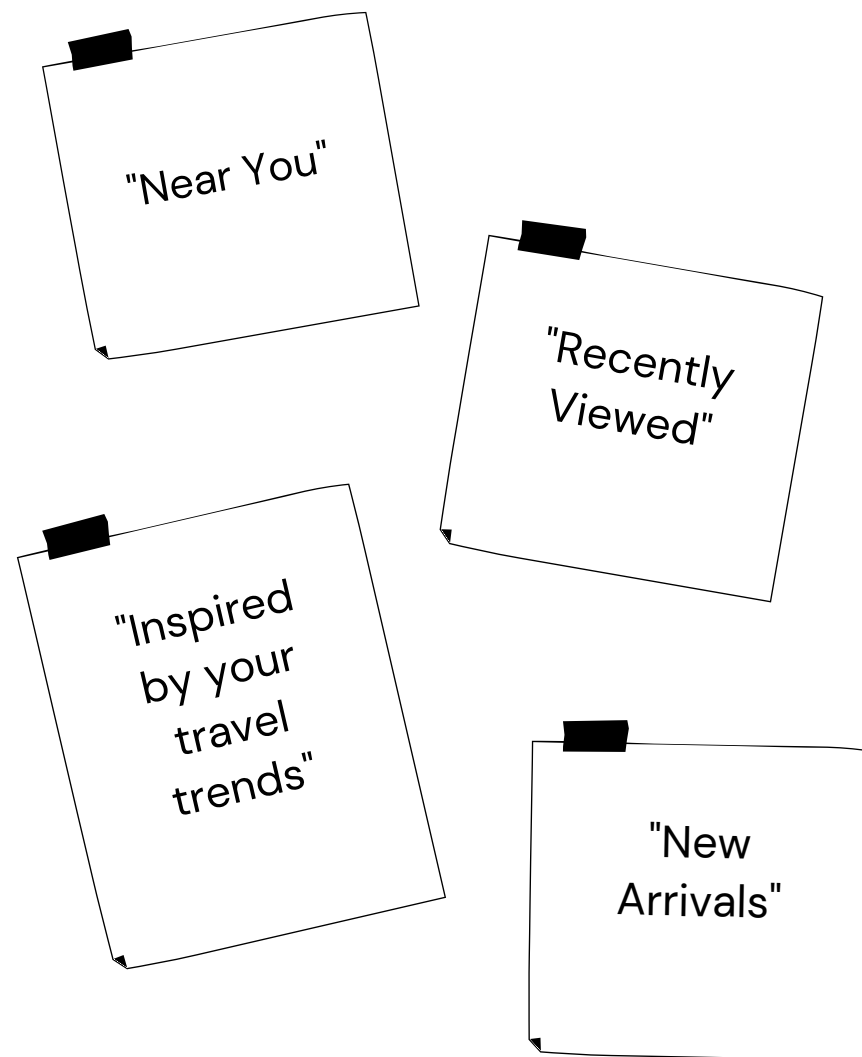 "Near You"
"Recently
Viewed"
"Inspired
by your
travel
trends"
"New
Arrivals"